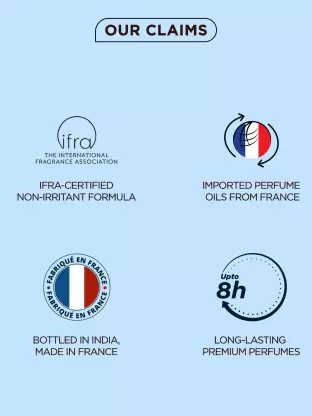 OUR CLAIMS
ifra
THE INTERNATIONAL
FRAGRANCE ASSOCIATION
IFRA-CERTIFIED
NON-IRRITANT FORMULA
IMPORTED PERFUME
OILS FROM FRANCE
FABRIQUÉ EN FRANCE
FABRIQUÉ EN FRANCE
BOTTLED IN INDIA,
MADE IN FRANCE
Upto
8h
LONG-LASTING
PREMIUM PERFUMES